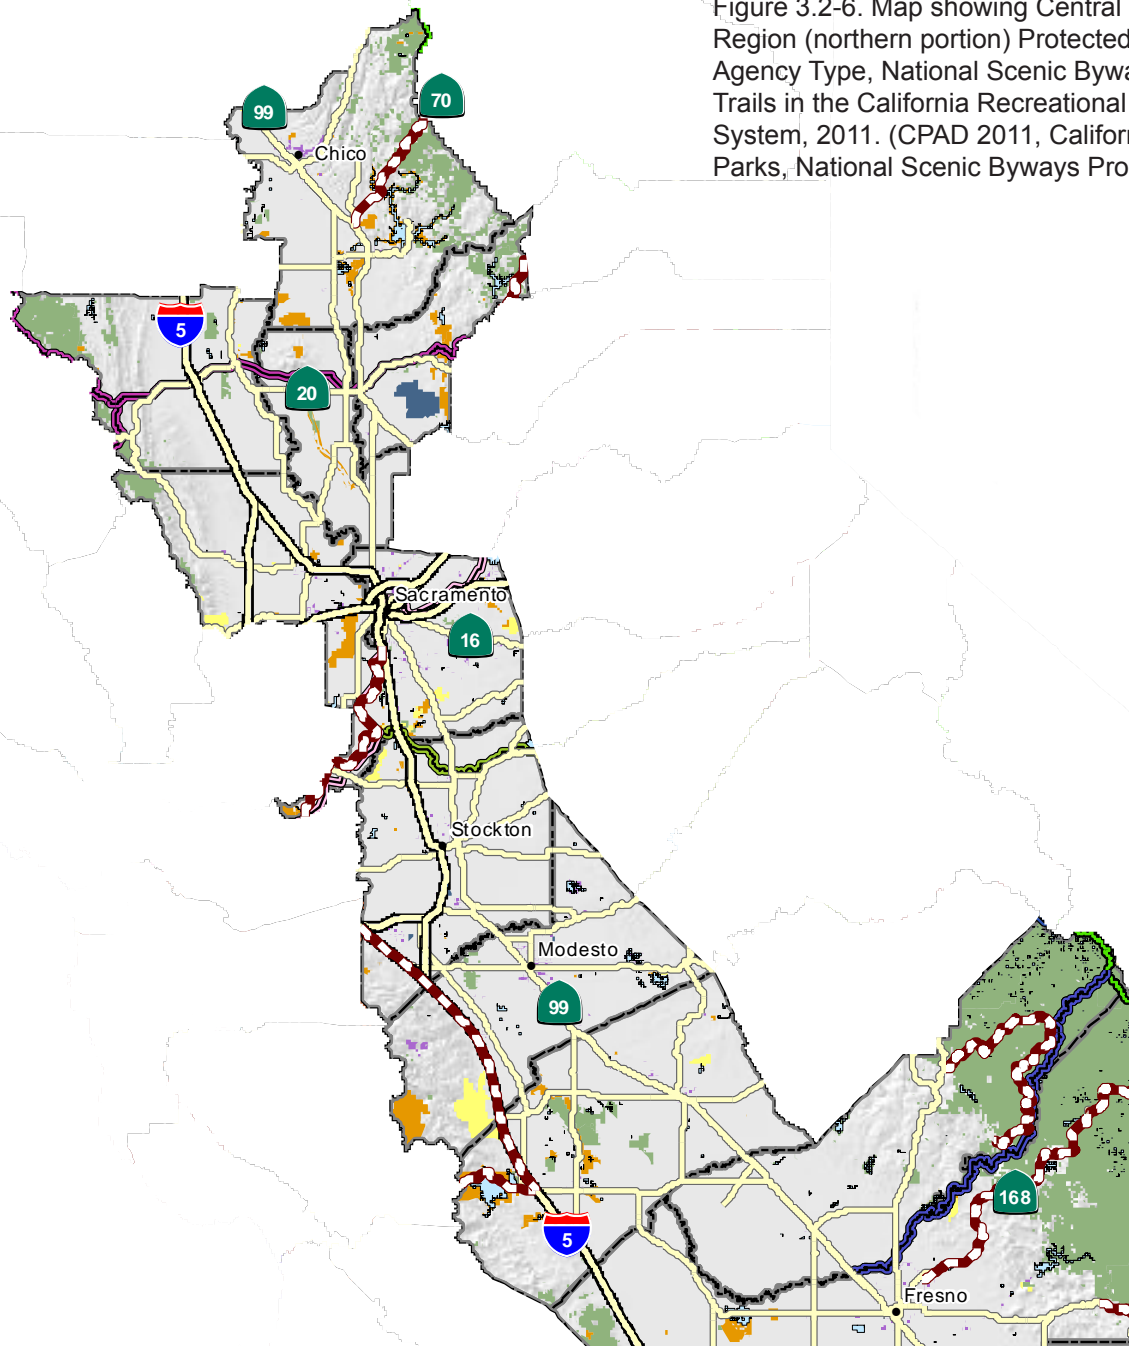 Figure 3.2-6. Map showing Central
Region (northern portion) Protected
Agency Type, National Scenic Bywa
Trails in the California Recreational
System, 2011. (CPAD 2011, Californ
Parks, National Scenic Byways Pro
99
70
Chico
5
20
Sacramento
16
Stockton
Modesto
99
168
5
Fresno